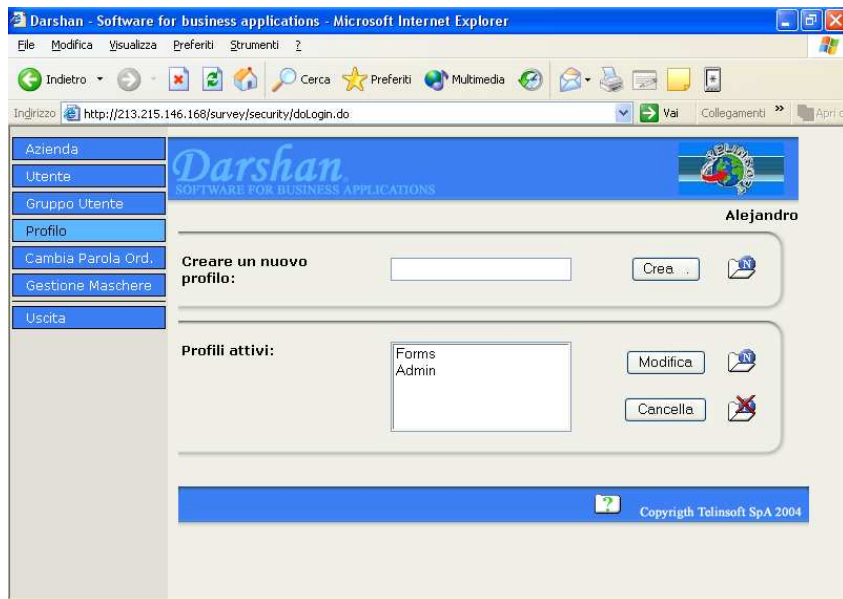 Darshan - Software for business applications - Microsoft Internet Explorer
File Modifica Visualizza Preferiti Strumenti ?
Indietro Cerca Preferiti Multimedia
Indirizzo http://213.215.146.168/survey/security/doLogin.do Vai Collegamenti » Apri
Azienda
Utente
Gruppo Utente
Profilo
Cambia Parola Ord.
Gestione Maschere
Uscita
Darshan
SOFTWARE FOR BUSINESS APPLICATIONS
Alejandro
Creare un nuovo
profilo:
Crea .
Profili attivi:
Forms
Admin
Modifica
Cancella
Copyrigth Telinsoft SpA 2004